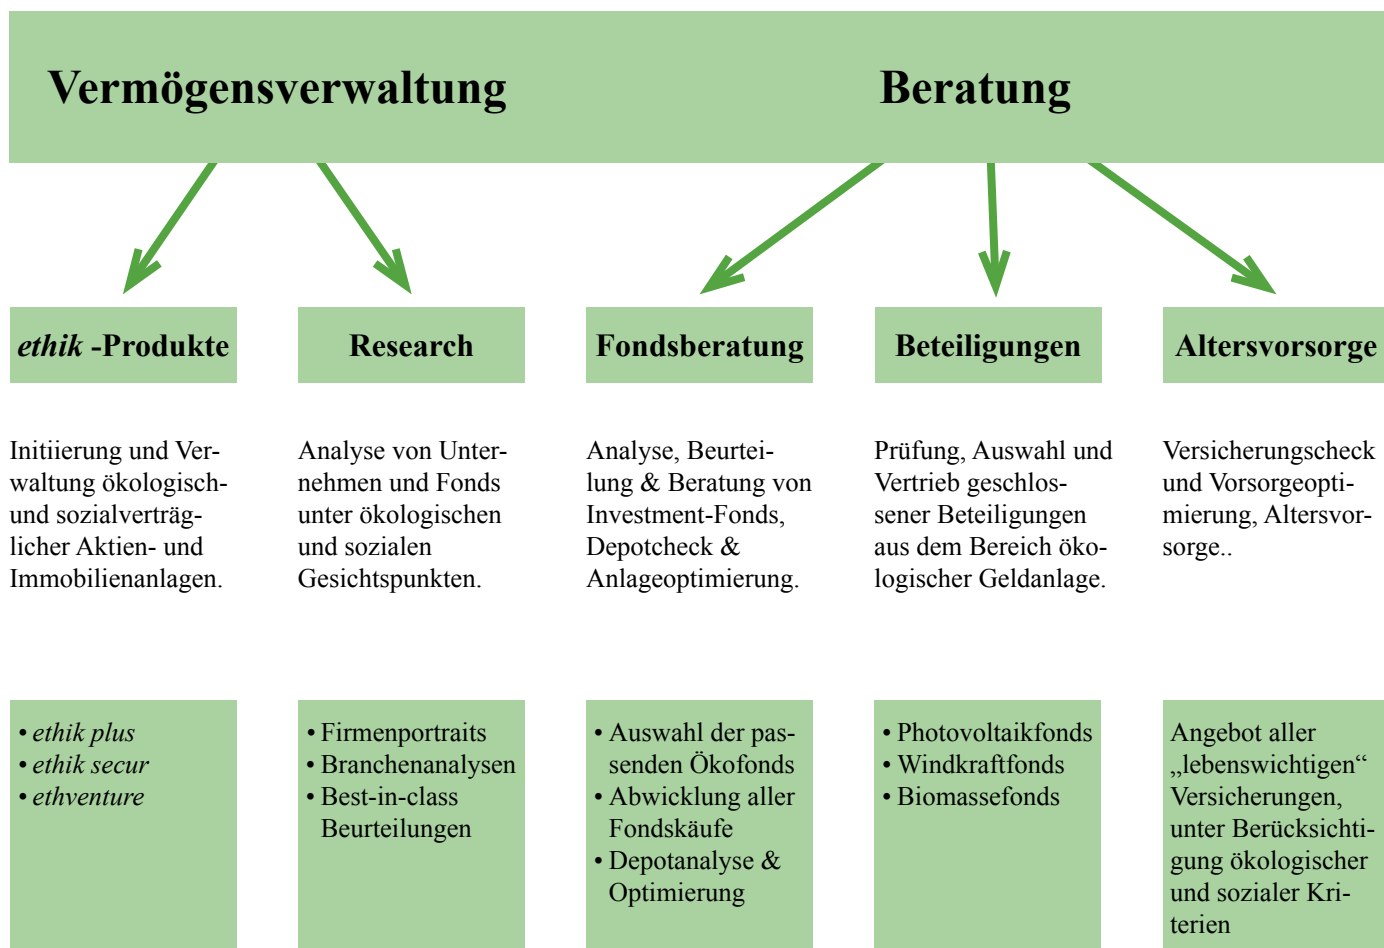 Vermögensverwaltung
Beratung
ethik -Produkte
Research
Fondsberatung
Beteiligungen
Altersvorsorge
Initiierung und Ver-
waltung ökologisch-
und sozialverträg-
licher Aktien- und
Immobilienanlagen.
Analyse von Unter-
nehmen und Fonds
unter ökologischen
und sozialen
Gesichtspunkten.
Analyse, Beurtei-
lung & Beratung von
Investment-Fonds,
Depotcheck &
Anlageoptimierung.
Prüfung, Auswahl und
Vertrieb geschlos-
sener Beteiligungen
aus dem Bereich öko-
logischer Geldanlage.
Versicherungscheck
und Vorsorgeopti-
mierung, Altersvor-
sorge..
• ethik plus
• ethik secur
• ethventure
• Firmenportraits
• Branchenanalysen
• Best-in-class
Beurteilungen
• Auswahl der pas-
senden Ökofonds
• Abwicklung aller
Fondskäufe
• Depotanalyse &
Optimierung
• Photovoltaikfonds
• Windkraftfonds
• Biomassefonds
Angebot aller
„lebenswichtigen“
Versicherungen,
unter Berücksichti-
gung ökologischer
und sozialer Kri-
terien